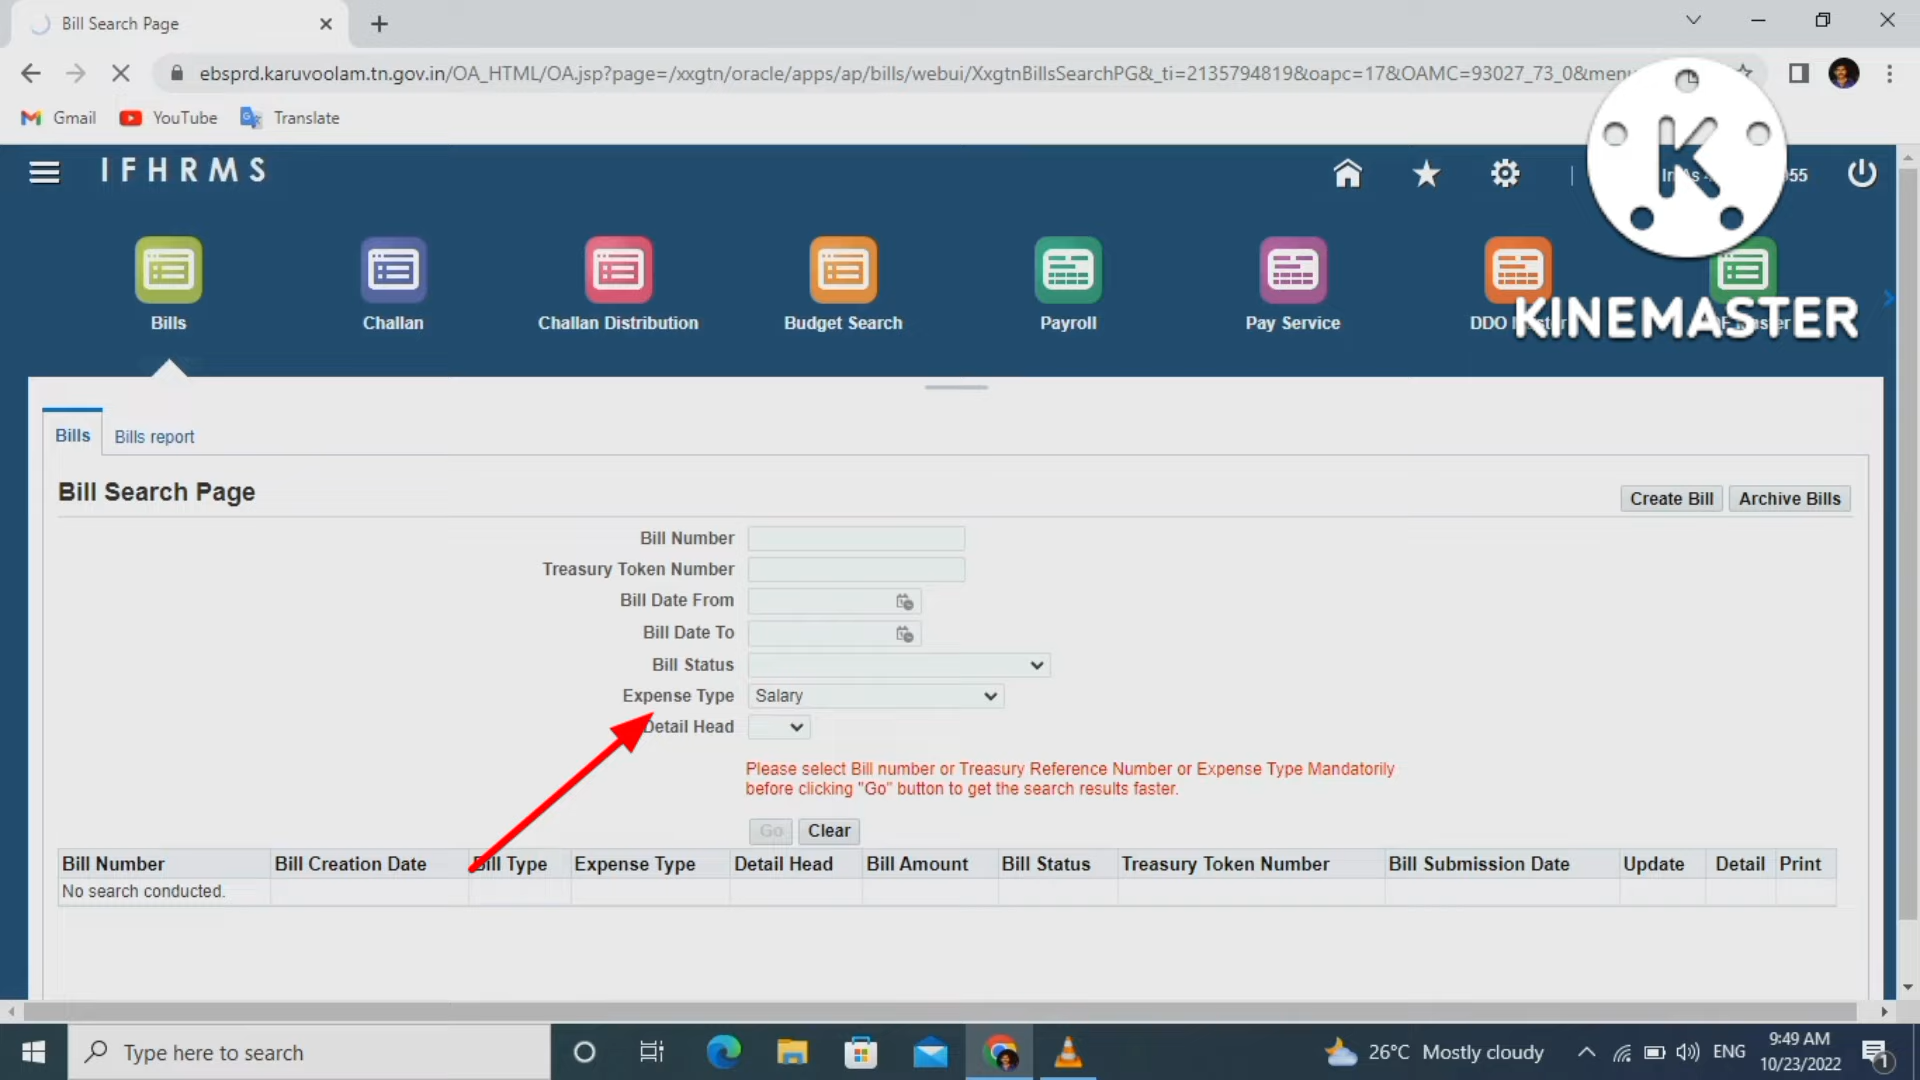 Bill Search Page
ebsprd.karuvoolam.tn.gov.in/OA_HTML/OA.jsp?page=/xxgtn/oracle/apps/ap/bills/webui/XxgtnBillsSearchPG&_ti=2135794819&oapc=17&OAMC=93027_73_0&menu
Gmail YouTube Translate
IFHRMS
55
Bills Challan Challan Distribution Budget Search Payroll Pay Service DDO
KINEMASTER
Bills Bills report
Bill Search Page
Create Bill Archive Bills
Bill Number
Treasury Token Number
Bill Date From
Bill Date To
Bill Status
Expense Type Salary
Detail Head
Please select Bill number or Treasury Reference Number or Expense Type Mandatorily
before clicking "Go" button to get the search results faster.
Go Clear
Bill Number Bill Creation Date Bill Type Expense Type Detail Head Bill Amount Bill Status Treasury Token Number Bill Submission Date Update Detail Print
No search conducted.
Type here to search
26°C Mostly cloudy
ENG
9:49 AM
10/23/2022
1